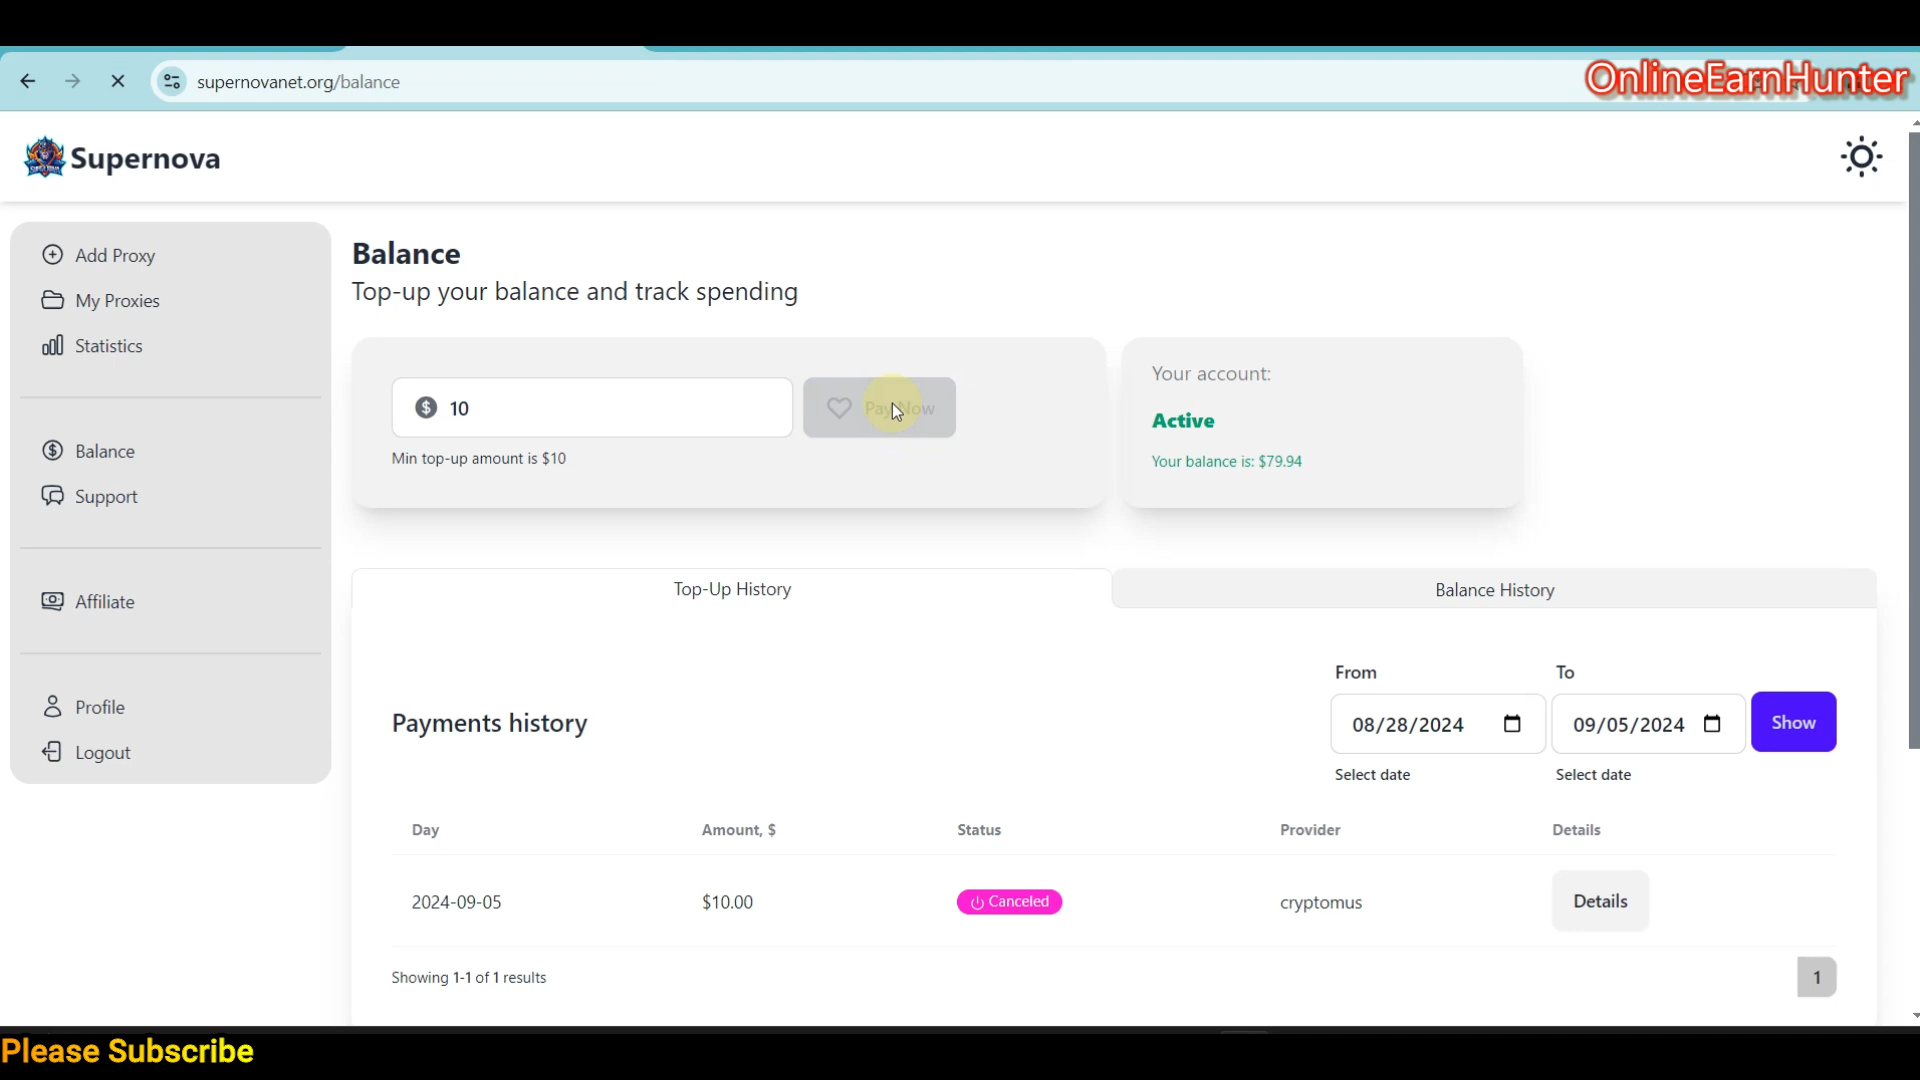 supernovanet.org/balance
OnlineEarnHunter
Supernova
Add Proxy
My Proxies
Statistics
Balance
Support
Affiliate
Profile
Logout
Balance
Top-up your balance and track spending
10
Pay Now
Min top-up amount is $10
Your account:
Active
Your balance is: $79.94
Top-Up History
Balance History
Payments history
From
To
08/28/2024
09/05/2024
Show
Select date
Select date
Day Amount, $ Status Provider Details
2024-09-05 $10.00 Canceled cryptomus Details
Showing 1-1 of 1 results
1
Please Subscribe